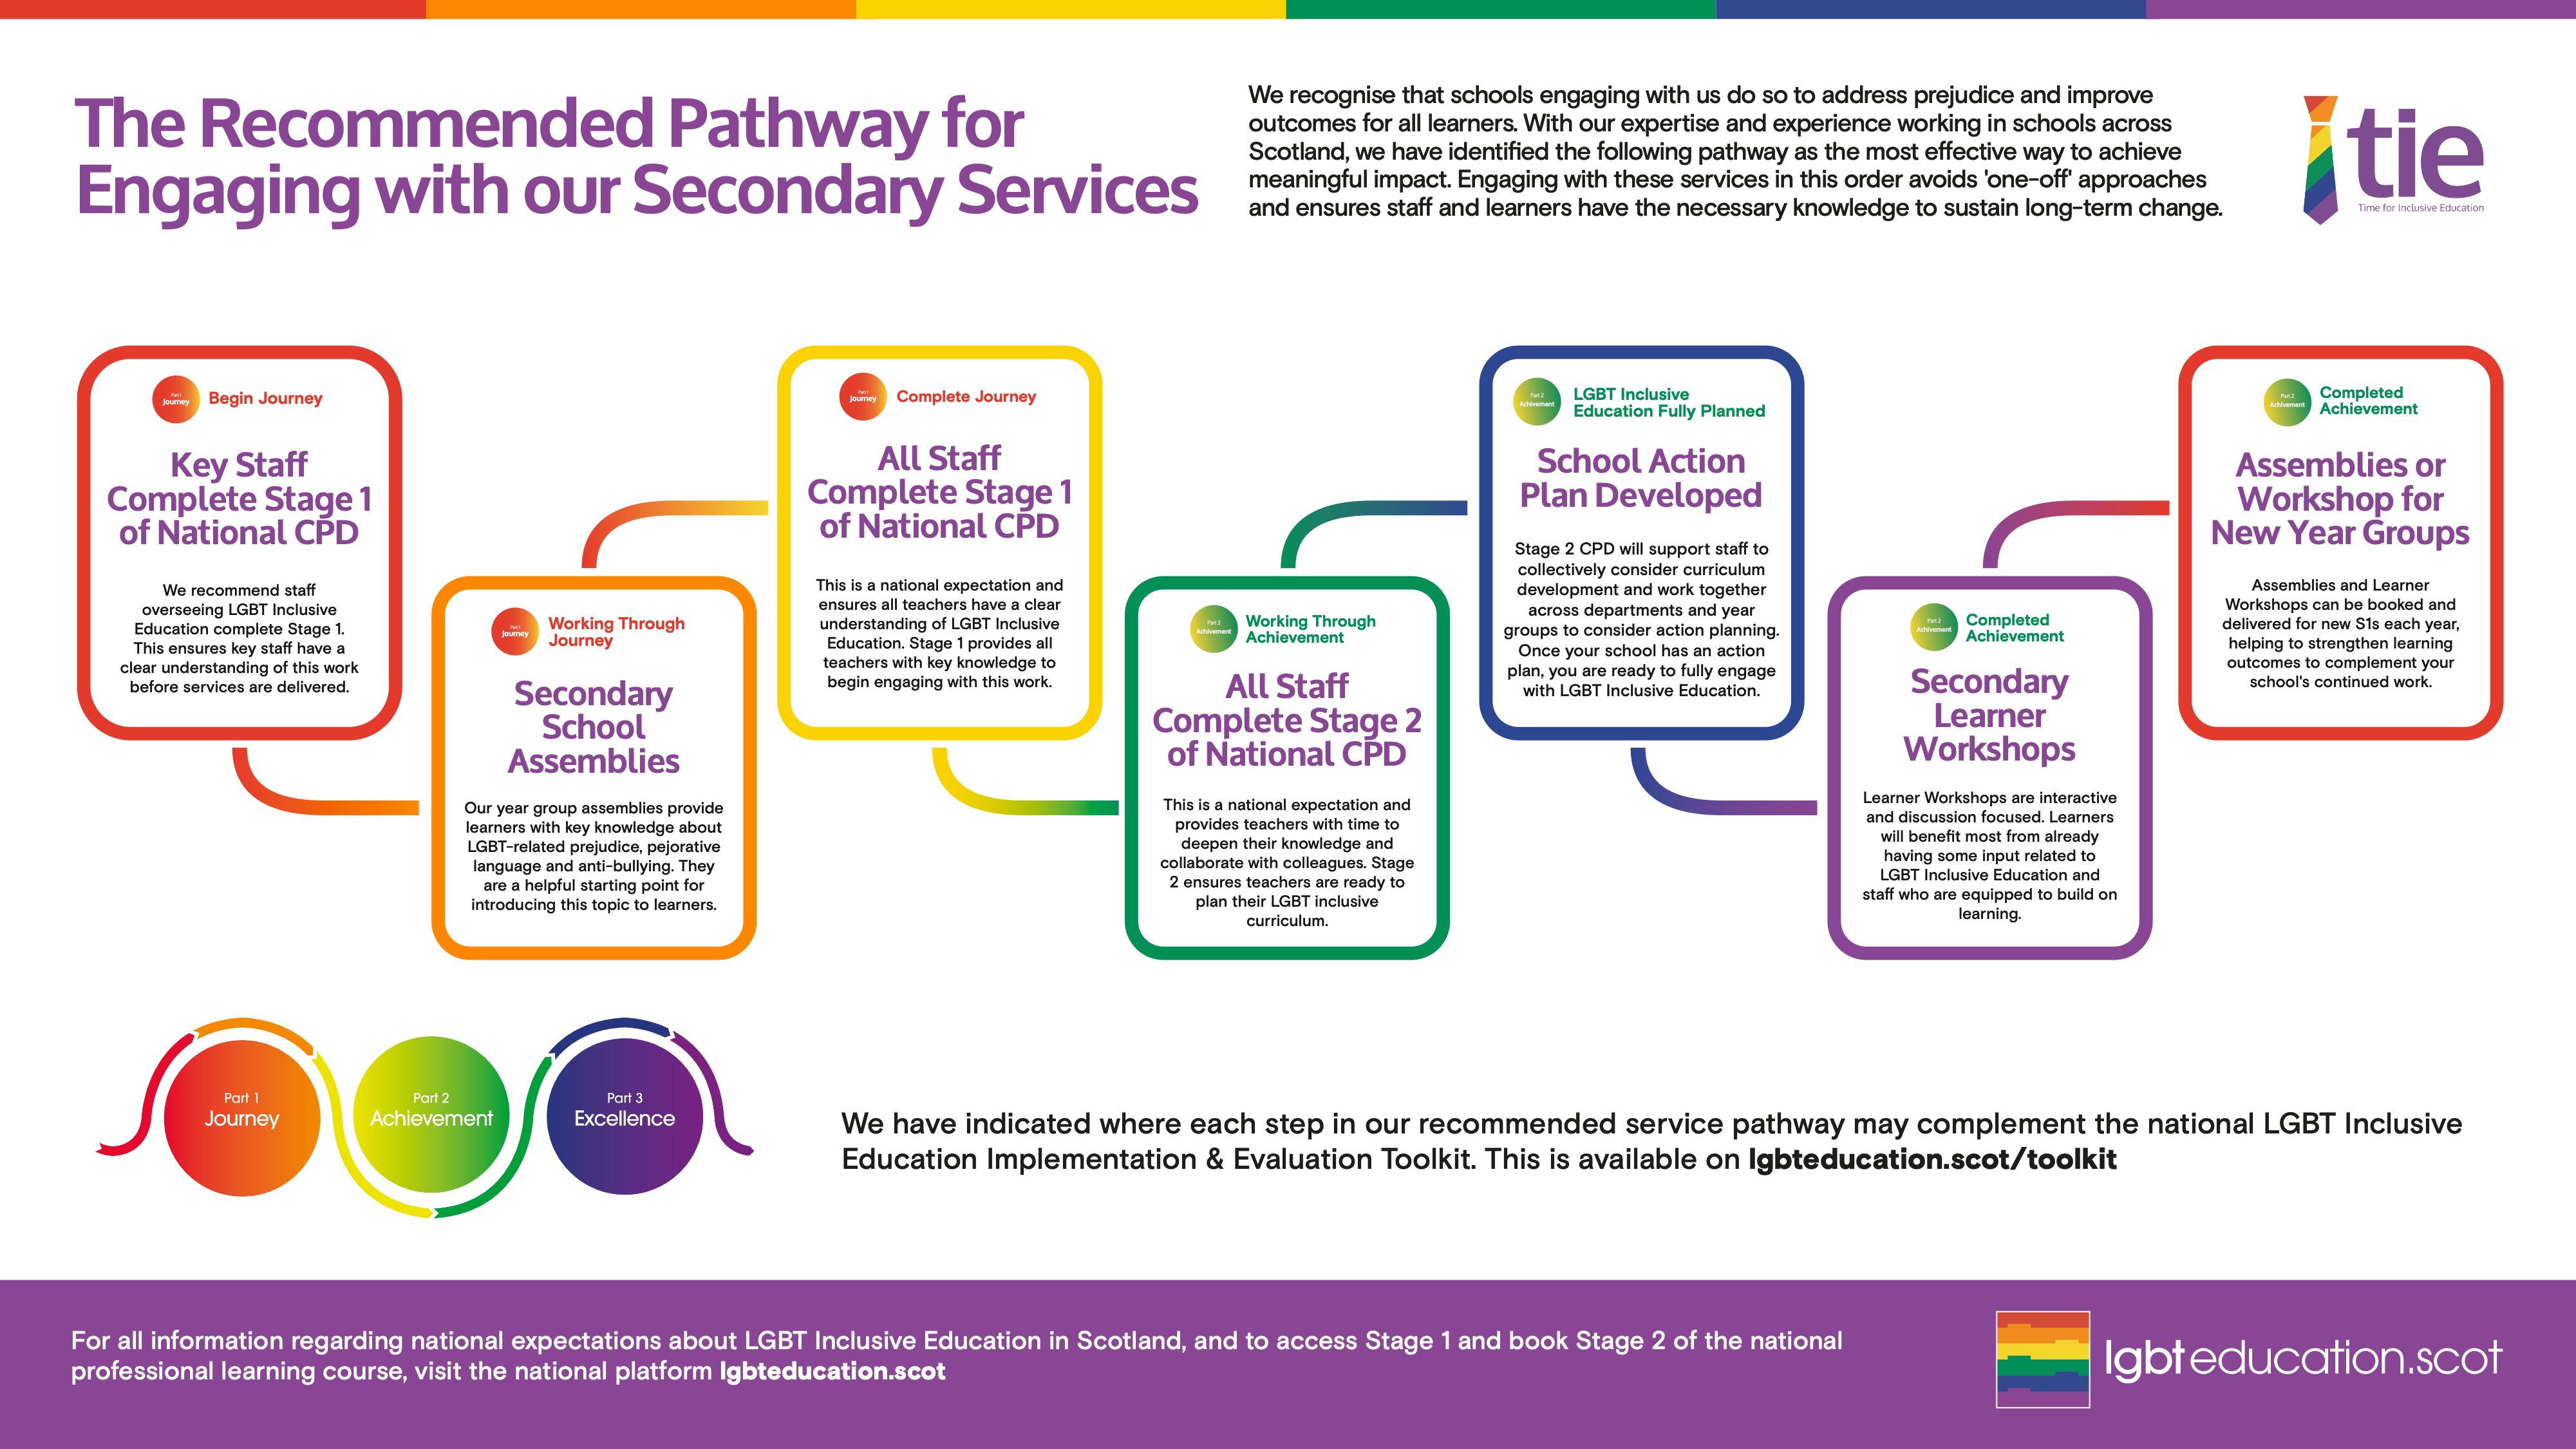 The Recommended Pathway for
Engaging with our Secondary Services
We recognise that schools engaging with us do so to address prejudice and improve
outcomes for all learners. With our expertise and experience working in schools across
Scotland, we have identified the following pathway as the most effective way to achieve
meaningful impact. Engaging with these services in this order avoids 'one-off' approaches
and ensures staff and learners have the necessary knowledge to sustain long-term change.
tie
Time for Inclusive Education
Part 1
Journey
Begin Journey
Key Staff
Complete Stage 1
of National CPD
We recommend staff
overseeing LGBT Inclusive
Education complete Stage 1.
This ensures key staff have a
clear understanding of this work
before services are delivered.
Part 1
Journey
Working Through
Journey
Secondary
School
Assemblies
Our year group assemblies provide
learners with key knowledge about
LGBT-related prejudice, pejorative
language and anti-bullying. They
are a helpful starting point for
introducing this topic to learners.
Part 1
Journey
Complete Journey
All Staff
Complete Stage 1
of National CPD
This is a national expectation and
ensures all teachers have a clear
understanding of LGBT Inclusive
Education. Stage 1 provides all
teachers with key knowledge to
begin engaging with this work.
Part 2
Achievement
Working Through
Achievement
All Staff
Complete Stage 2
of National CPD
This is a national expectation and
provides teachers with time to
deepen their knowledge and
collaborate with colleagues. Stage
2 ensures teachers are ready to
plan their LGBT inclusive
curriculum.
Part 2
Achievement
LGBT Inclusive
Education Fully Planned
School Action
Plan Developed
Stage 2 CPD will support staff to
collectively consider curriculum
development and work together
across departments and year
groups to consider action planning.
Once your school has an action
plan, you are ready to fully engage
with LGBT Inclusive Education.
Part 2
Achievement
Completed
Achievement
Secondary
Learner
Workshops
Learner Workshops are interactive
and discussion focused. Learners
will benefit most from already
having some input related to
LGBT Inclusive Education and
staff who are equipped to build on
learning.
Part 2
Achievement
Completed
Achievement
Assemblies or
Workshop for
New Year Groups
Assemblies and Learner
Workshops can be booked and
delivered for new S1s each year,
helping to strengthen learning
outcomes to complement your
school's continued work.
Part 1
Journey
Part 2
Achievement
Part 3
Excellence
We have indicated where each step in our recommended service pathway may complement the national LGBT Inclusive
Education Implementation & Evaluation Toolkit. This is available on lgbteducation.scot/toolkit
For all information regarding national expectations about LGBT Inclusive Education in Scotland, and to access Stage 1 and book Stage 2 of the national
professional learning course, visit the national platform lgbteducation.scot
lgbteducation.scot